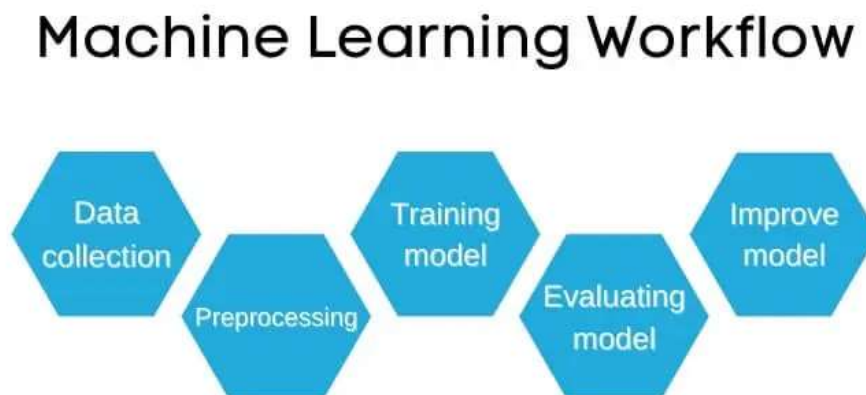 Machine Learning Workflow
Data
collection
Preprocessing
Training
model
Evaluating
model
Improve
model